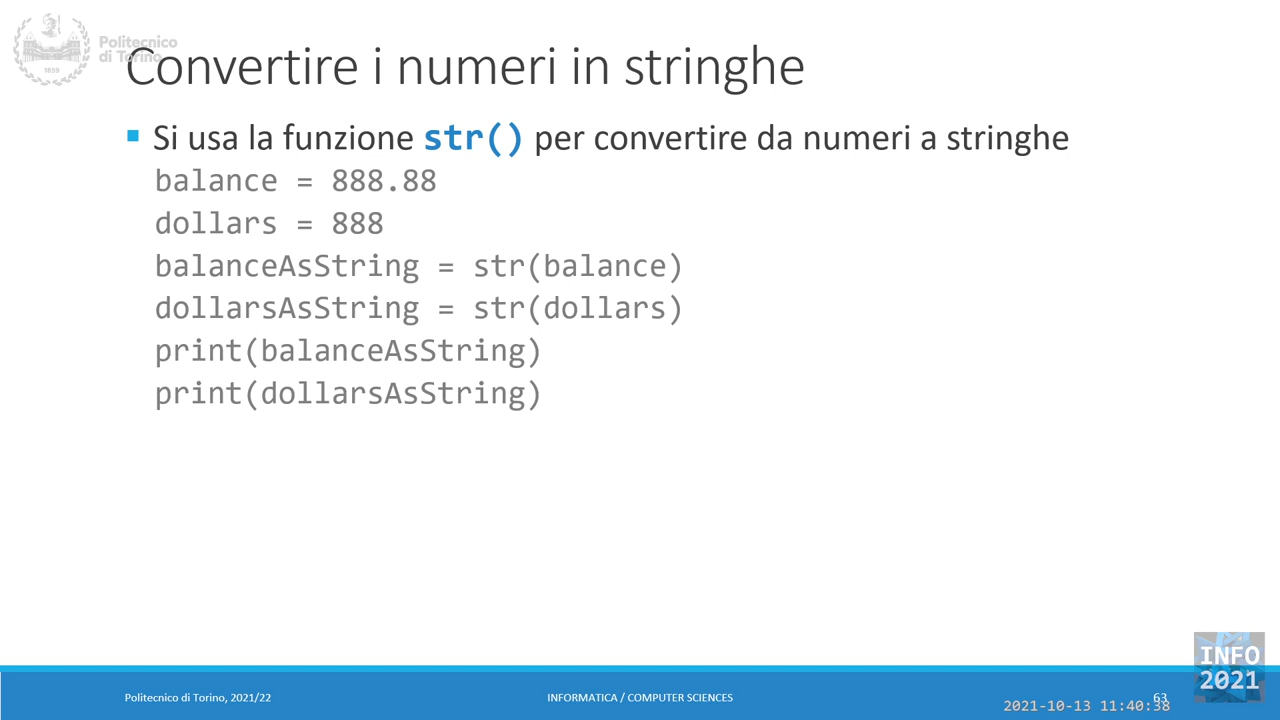 Politecnico
di Torino
1859
Convertire i numeri in stringhe
Si usa la funzione str() per convertire da numeri a stringhe
balance = 888.88
dollars = 888
balanceAsString = str(balance)
dollarsAsString = str(dollars)
print(balanceAsString)
print(dollarsAsString)
INFO
2021
Politecnico di Torino, 2021/22
INFORMATICA / COMPUTER SCIENCES
63
2021-10-13 11:40:38